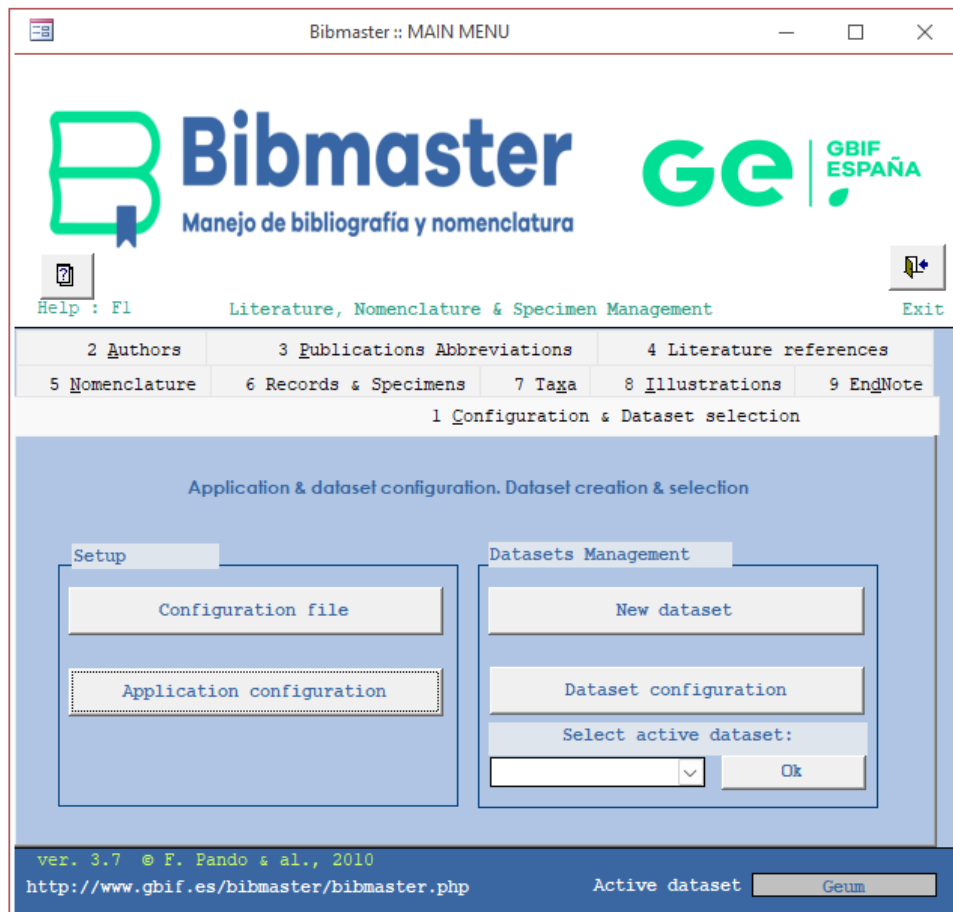 Bibmaster :: MAIN MENU
Bibmaster
Manejo de bibliografía y nomenclatura
Ge
GBIF
ESPAÑA
Help : F1
Literature, Nomenclature & Specimen Management
Exit
2 Authors
3 Publications Abbreviations
4 Literature references
5 Nomenclature
6 Records & Specimens
7 Taxa
8 Illustrations
9 EndNote
1 Configuration & Dataset selection
Application & dataset configuration. Dataset creation & selection
Setup
Configuration file
Application configuration
Datasets Management
New dataset
Dataset configuration
Select active dataset:
Ok
ver. 3.7 © F. Pando & al., 2010
http://www.gbif.es/bibmaster/bibmaster.php
Active dataset
Geum